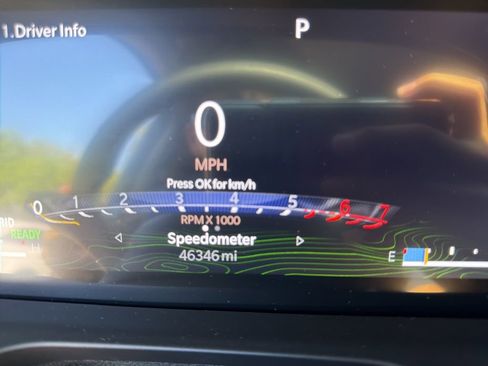 1.Driver Info
P
0
MPH
Press OK for km/h
0 1 2 3 4 5 6 7
RPM X 1000
RID
READY
H
Speedometer
E
46346 mi